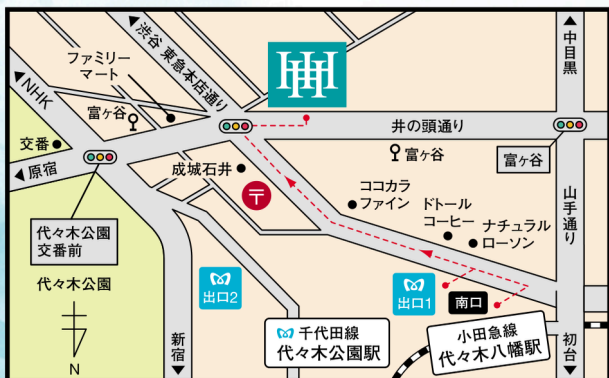 渋谷 東急本店通り
中目黒
ファミリー
マート
HH
NHK
富ヶ谷
井の頭通り
交番
富ヶ谷
富ヶ谷
原宿
成城石井
〒
ココカラ
ファイン
山手通り
代々木公園
交番前
ドトール
コーヒー
ナチュラル
ローソン
代々木公園
出口2
出口1
南口
千代田線
代々木公園駅
小田急線
代々木八幡駅
新宿
初台
N